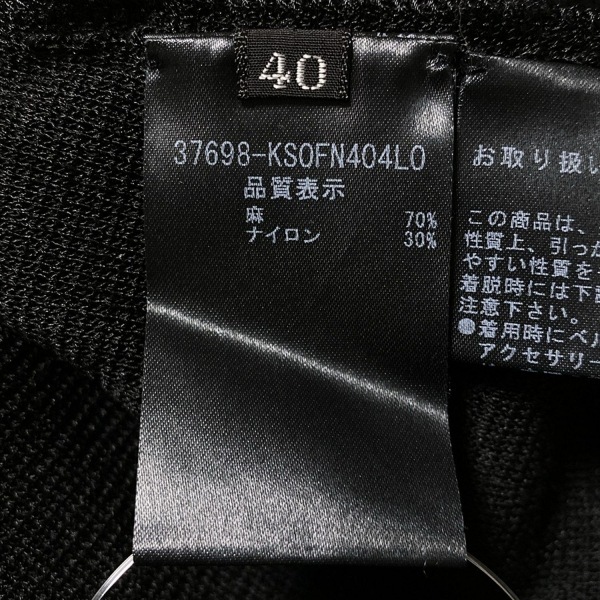 40
37698-KSOFN404LO
品質表示
麻 70%
ナイロン 30%
お取り扱い
この商品は、
性質上、引っか
やすい性質を
着脱時には下
注意下さい。
●着用時にベル
アクセサリー